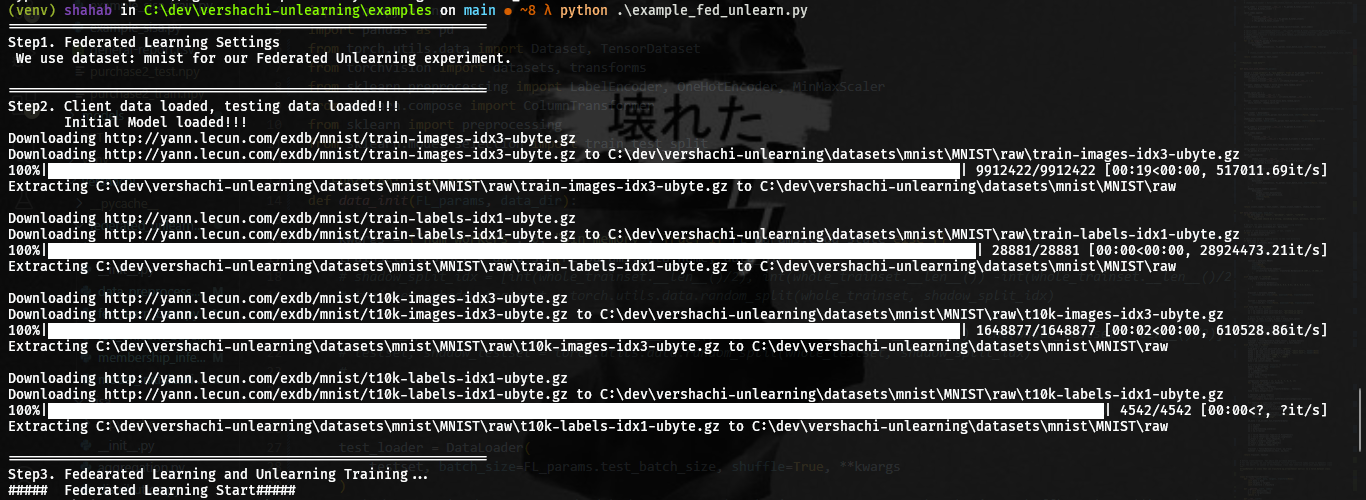 (venv) shahab in C:\dev\vershachi-unlearning\examples on main ● ~8 λ python .\example_fed_unlearn.py
Step1. Federated Learning Settings
We use dataset: mnist for our Federated Unlearning experiment.
Step2. Client data loaded, testing data loaded!!!
Initial Model loaded!!!
壊れた
Downloading http://yann.lecun.com/exdb/mnist/train-images-idx3-ubyte.gz
Downloading http://yann.lecun.com/exdb/mnist/train-images-idx3-ubyte.gz to C:\dev\vershachi-unlearning\datasets\mnist\MNIST\raw\train-images-idx3-ubyte.gz
100%| | 9912422/9912422 [00:19<00:00, 517011.69it/s]
Extracting C:\dev\vershachi-unlearning\datasets\mnist\MNIST\raw\train-images-idx3-ubyte.gz to C:\dev\vershachi-unlearning\datasets\mnist\MNIST\raw
Downloading http://yann.lecun.com/exdb/mnist/train-labels-idx1-ubyte.gz
Downloading http://yann.lecun.com/exdb/mnist/train-labels-idx1-ubyte.gz to C:\dev\vershachi-unlearning\datasets\mnist\MNIST\raw\train-labels-idx1-ubyte.gz
100%| | 28881/28881 [00:00<00:00, 28924473.21it/s]
Extracting C:\dev\vershachi-unlearning\datasets\mnist\MNIST\raw\train-labels-idx1-ubyte.gz to C:\dev\vershachi-unlearning\datasets\mnist\MNIST\raw
Downloading http://yann.lecun.com/exdb/mnist/t10k-images-idx3-ubyte.gz
Downloading http://yann.lecun.com/exdb/mnist/t10k-images-idx3-ubyte.gz to C:\dev\vershachi-unlearning\datasets\mnist\MNIST\raw\t10k-images-idx3-ubyte.gz
100%| | 1648877/1648877 [00:02<00:00, 610528.86it/s]
Extracting C:\dev\vershachi-unlearning\datasets\mnist\MNIST\raw\t10k-images-idx3-ubyte.gz to C:\dev\vershachi-unlearning\datasets\mnist\MNIST\raw
Downloading http://yann.lecun.com/exdb/mnist/t10k-labels-idx1-ubyte.gz
Downloading http://yann.lecun.com/exdb/mnist/t10k-labels-idx1-ubyte.gz to C:\dev\vershachi-unlearning\datasets\mnist\MNIST\raw\t10k-labels-idx1-ubyte.gz
100%| | 4542/4542 [00:00<?, ?it/s]
Extracting C:\dev\vershachi-unlearning\datasets\mnist\MNIST\raw\t10k-labels-idx1-ubyte.gz to C:\dev\vershachi-unlearning\datasets\mnist\MNIST\raw
Step3. Fedearated Learning and Unlearning Training...
##### Federated Learning Start#####